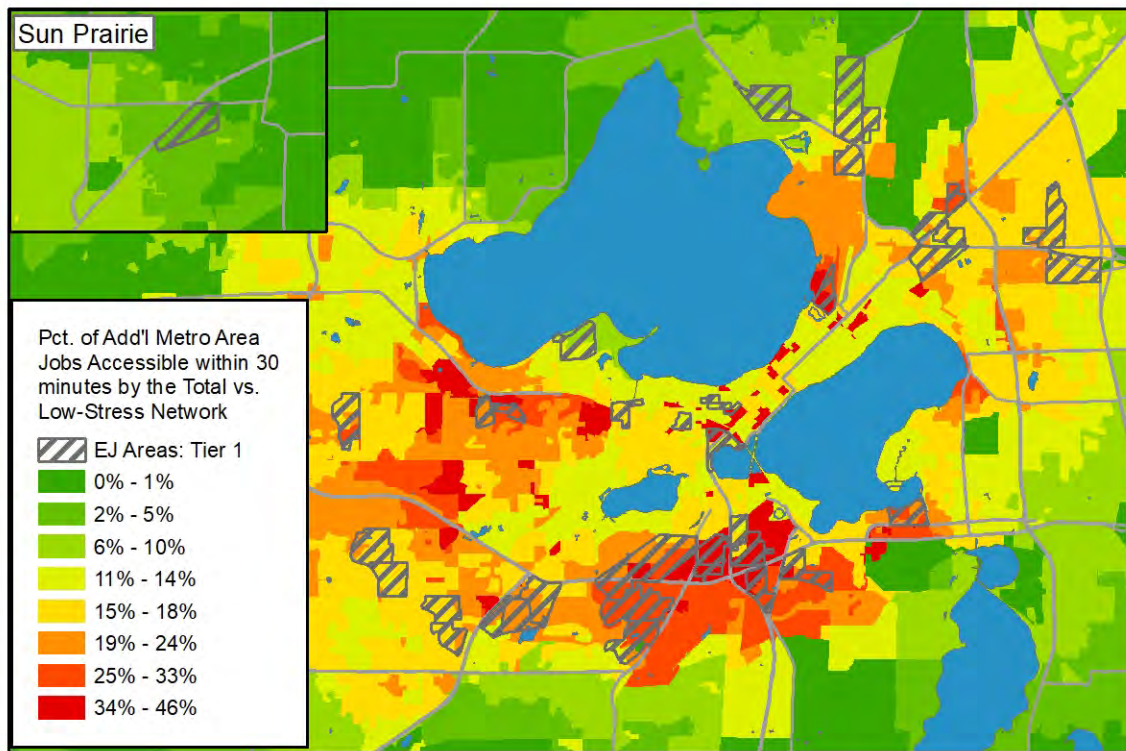 Sun Prairie
Pct. of Add'l Metro Area
Jobs Accessible within 30
minutes by the Total vs.
Low-Stress Network
EJ Areas: Tier 1
0% - 1%
2% - 5%
6% - 10%
11% - 14%
15% - 18%
19% - 24%
25% - 33%
34% - 46%